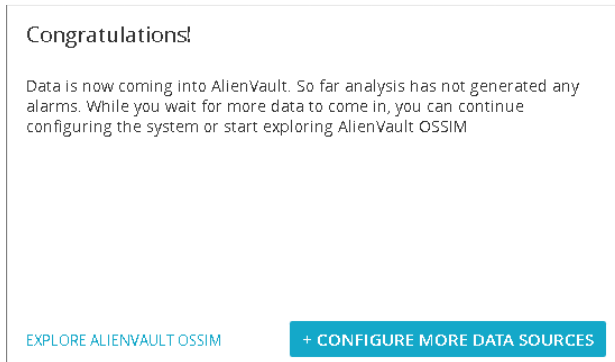 Congratulations!
Data is now coming into AlienVault. So far analysis has not generated any
alarms. While you wait for more data to come in, you can continue
configuring the system or start exploring AlienVault OSSIM
EXPLORE ALIENVAULT OSSIM
+ CONFIGURE MORE DATA SOURCES